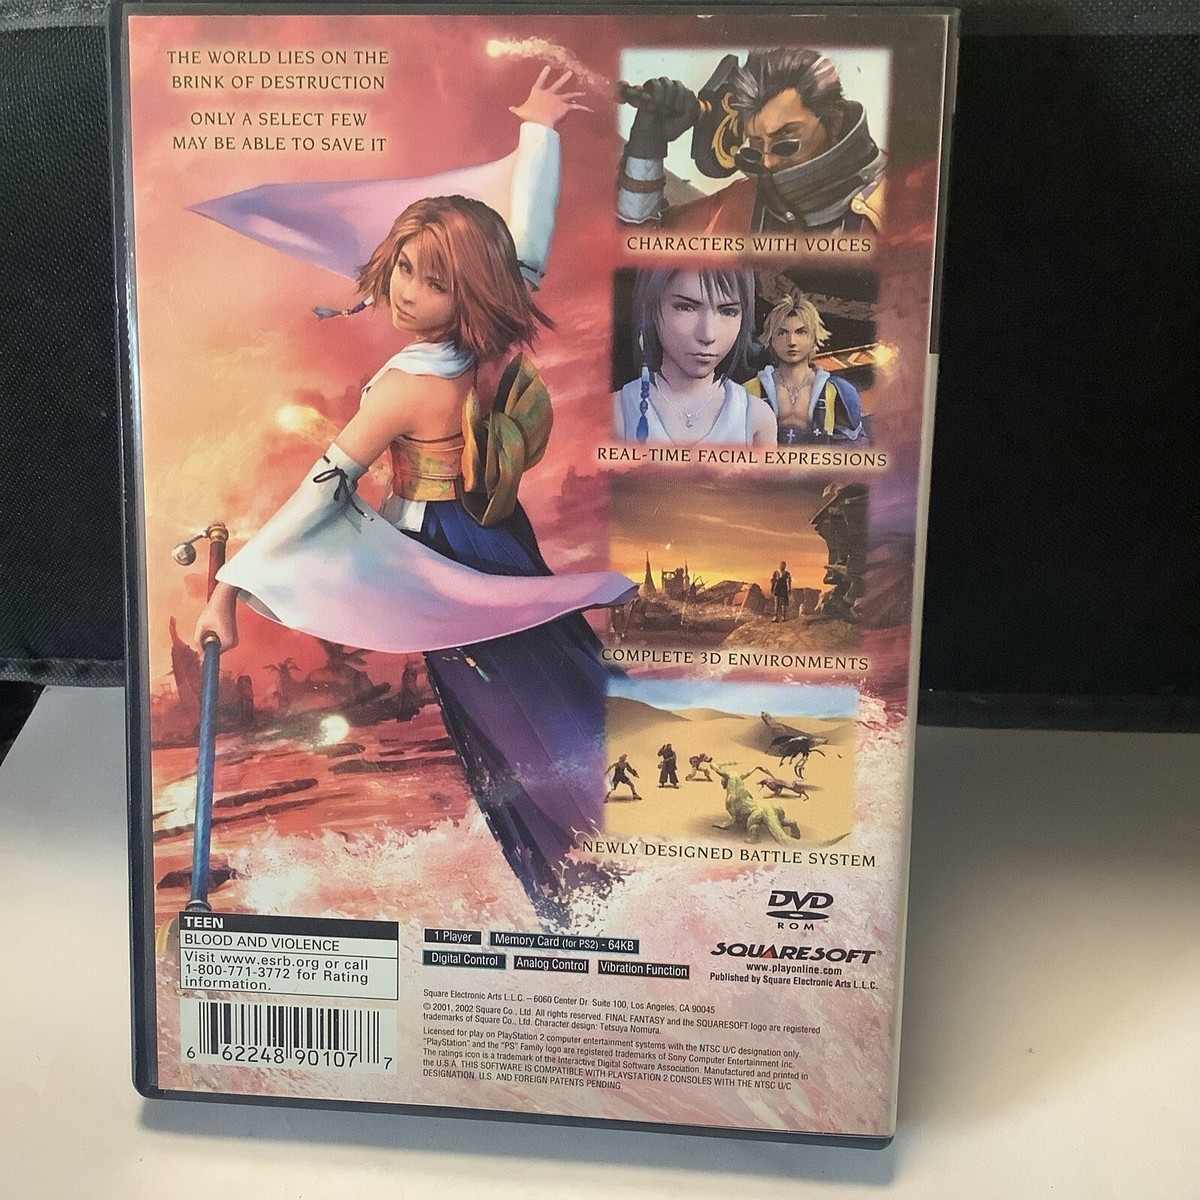 THE WORLD LIES ON THE
BRINK OF DESTRUCTION
ONLY A SELECT FEW
MAY BE ABLE TO SAVE IT
CHARACTERS WITH VOICES
REAL-TIME FACIAL EXPRESSIONS
COMPLETE 3D ENVIRONMENTS
NEWLY DESIGNED BATTLE SYSTEM
DVD
ROM
SQUARESOFT
www.playonline.com
Published by Square Electronic Arts L.L.C.
TEEN
BLOOD AND VIOLENCE
Visit www.esrb.org or call
1-800-771-3772 for Rating
information.
1 Player
Memory Card (for PS2) - 64KB
Digital Control
Analog Control
Vibration Function
6 62248 90107 7
Square Electronic Arts L.L.C. – 6060 Center Dr. Suite 100, Los Angeles, CA 90045
© 2001, 2002 Square Co., Ltd. All rights reserved. FINAL FANTASY and the SQUARESOFT logo are registered
trademarks of Square Co., Ltd. Character design: Tetsuya Nomura.
Licensed for play on PlayStation 2 computer entertainment systems with the NTSC U/C designation only.
"PlayStation" and the "PS" Family logo are registered trademarks of Sony Computer Entertainment Inc.
The ratings icon is a trademark of the Interactive Digital Software Association. Manufactured and printed in
the U.S.A. THIS SOFTWARE IS COMPATIBLE WITH PLAYSTATION 2 CONSOLES WITH THE NTSC U/C
DESIGNATION. U.S. AND FOREIGN PATENTS PENDING.